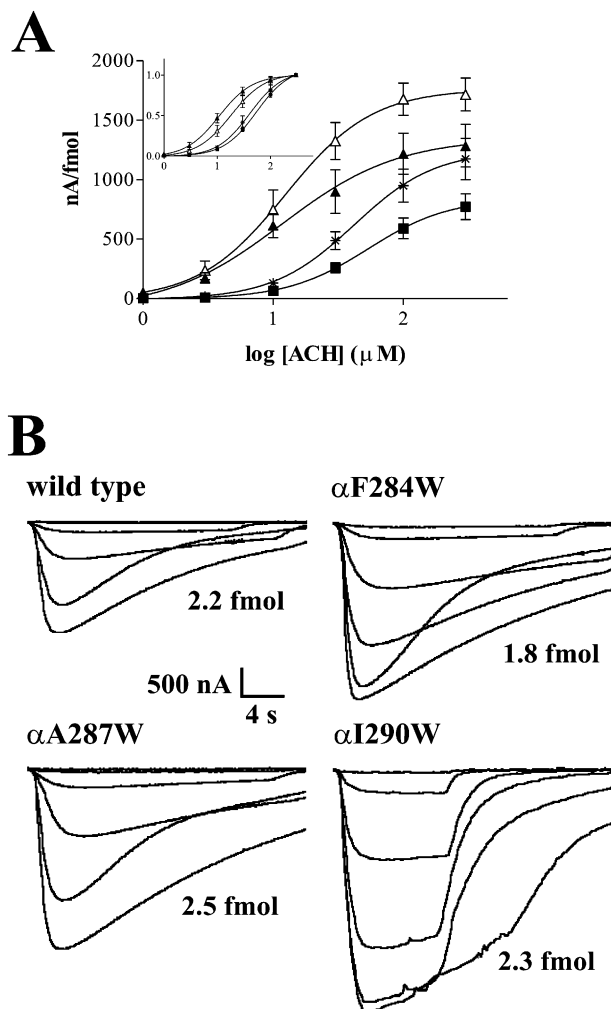 A
2000
1500
1000
500
0
nA/fmol
1.0
0.5
0.0
0
1
2
0
1
2
3
log [ACH] (μ M)
B
wild type
αF284W
2.2 fmol
1.8 fmol
500 nA
4 s
αA287W
αI290W
2.5 fmol
2.3 fmol